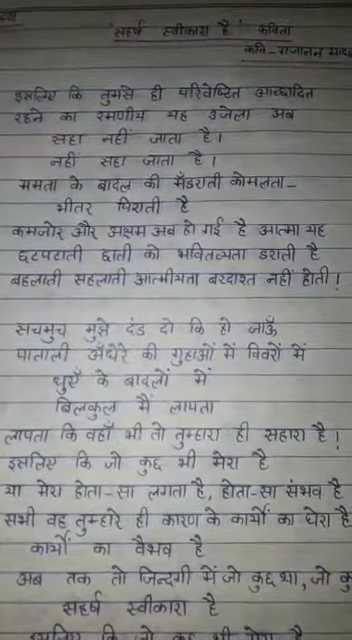 'सहर्ष स्वीकारा है' कविता
कवि - गजानन माध
इसलिए कि तुमसे ही परिवेष्टित आच्छादित
रहने का रमणीय यह उजेला अब
सहा नहीं जाता है।
नहीं सहा जाता है।
ममता के बादल की मँडराती कोमलता-
भीतर पिराती है
कमजोर और अक्षम अब हो गई है आत्मा यह
छटपटाती छाती को भवितव्यता डराती है
बहलाती सहलाती आत्मीयता बरदाश्त नहीं होती!
सचमुच मुझे दंड दो कि हो जाऊँ
पाताली अँधेरे की गुहाओं में विवरों में
धुएँ के बादलों में
बिलकुल मैं लापता
लापता कि वहाँ भी तो तुम्हारा ही सहारा है!
इसलिए कि जो कुछ भी मेरा है
या मेरा होता-सा लगता है, होता-सा संभव है
सभी वह तुम्हारे ही कारण के कार्यों का घेरा है
कार्यों का वैभव है
अब तक तो जिन्दगी में जो कुछ था, जो कु
सहर्ष स्वीकारा है
इसलिए कि जो कुछ भी मेरा है